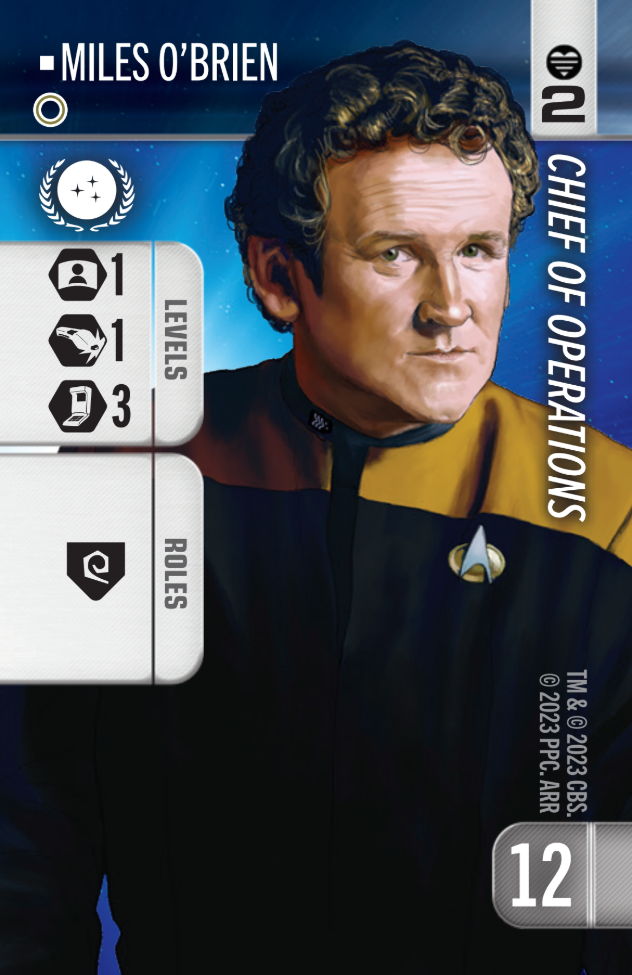 MILES O'BRIEN
2
CHIEF OF OPERATIONS
1
1
3
LEVELS
ROLES
TM & © 2023 CBS.
© 2023 PPC. ARR
12